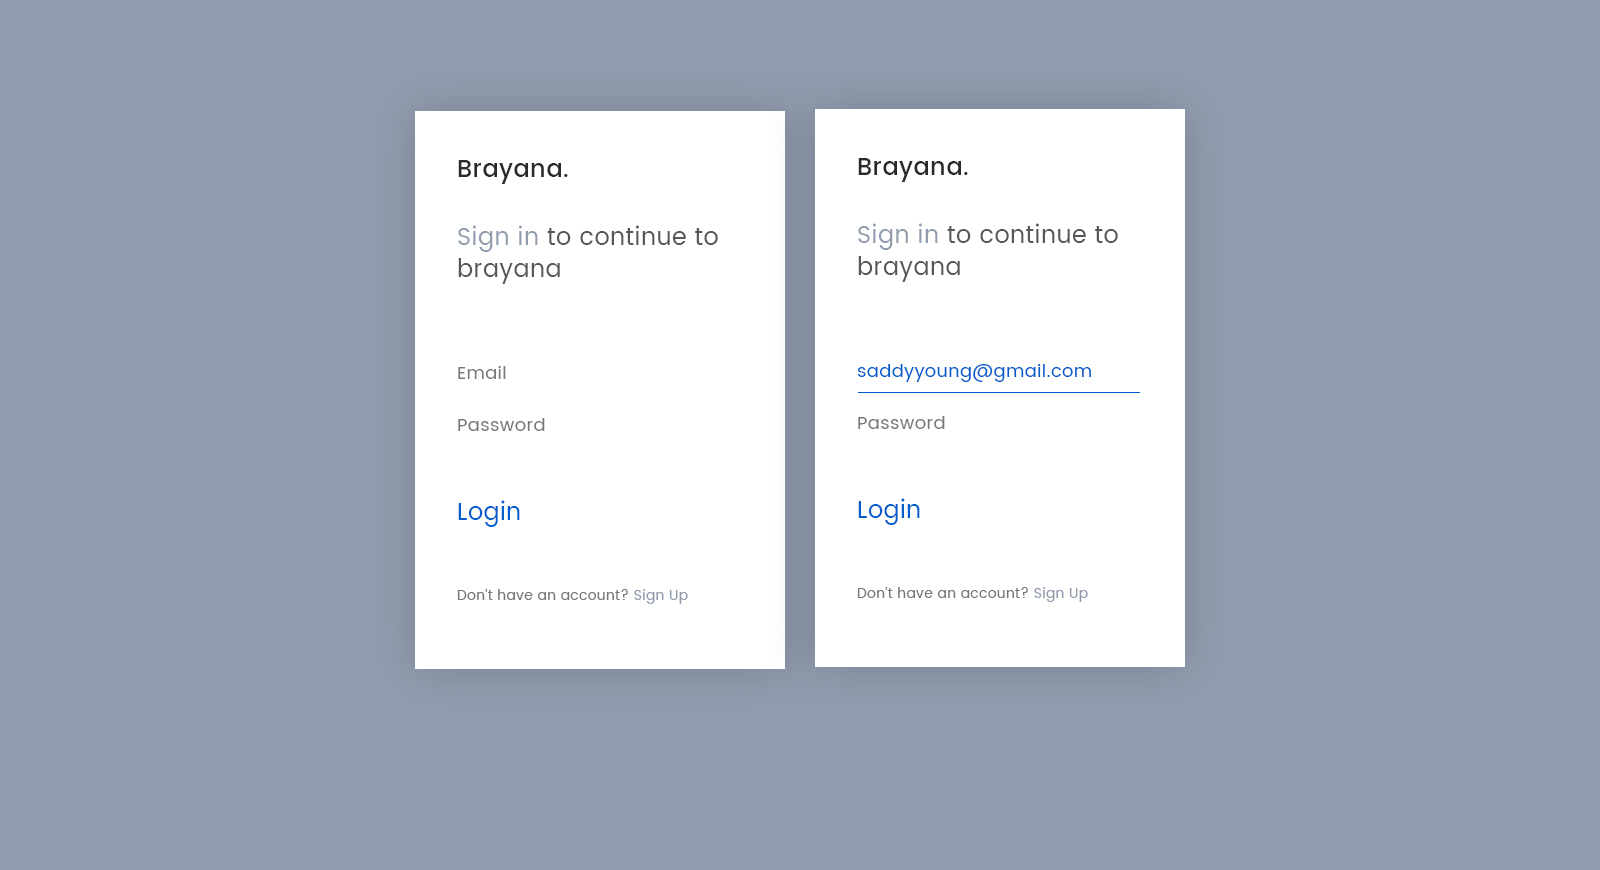 Brayana.
Sign in to continue to
brayana
Email
Password
Login
Don't have an account? Sign Up
Brayana.
Sign in to continue to
brayana
saddyyoung@gmail.com
Password
Login
Don't have an account? Sign Up